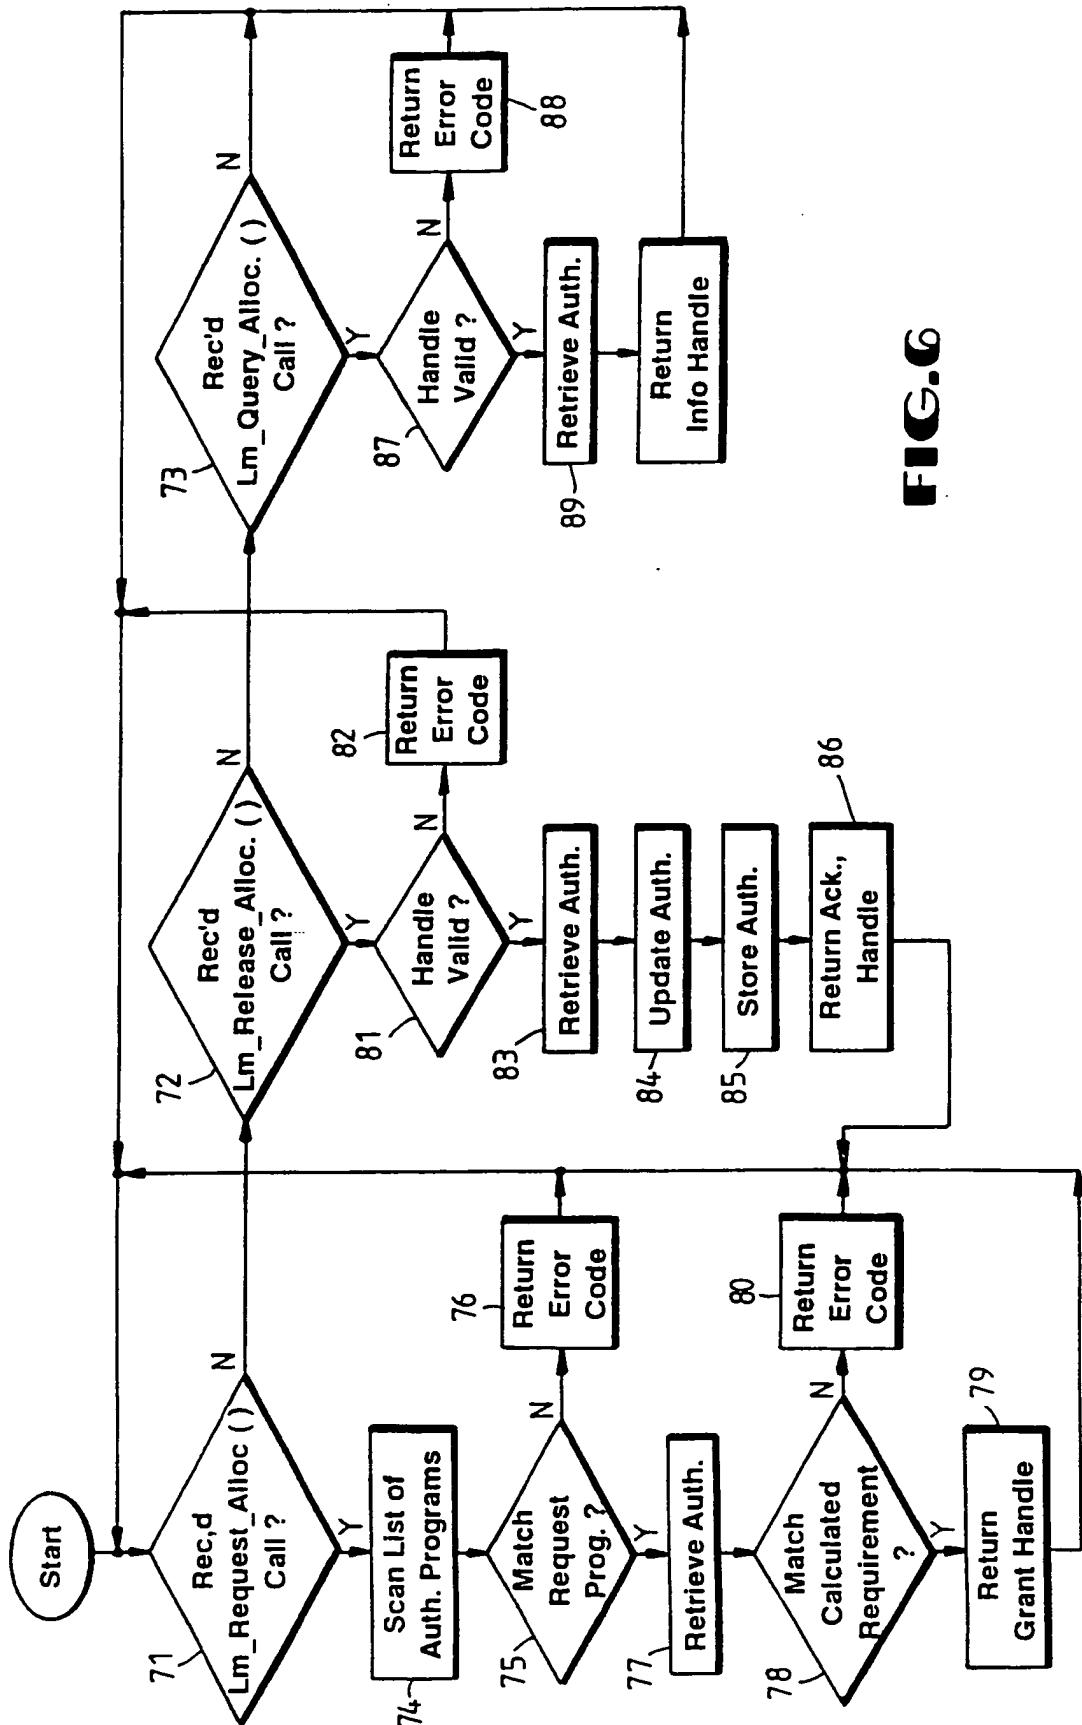 Start
71
Rec,d
Lm_Request_Alloc ( )
Call ?
N
Y
74
Scan List of
Auth. Programs
75
Match
Request
Prog. ?
N
Y
76
Return
Error
Code
77
Retrieve Auth.
78
Match
Calculated
Requirement
?
N
Y
80
Return
Error
Code
79
Return
Grant Handle
72
Rec'd
Lm_Release_Alloc. ( )
Call ?
N
Y
81
Handle
Valid ?
N
Y
82
Return
Error
Code
83
Retrieve Auth.
84
Update Auth.
85
Store Auth.
86
Return Ack.,
Handle
73
Rec'd
Lm_Query_Alloc. ( )
Call ?
N
Y
87
Handle
Valid ?
N
Y
Return
Error
Code
88
89
Retrieve Auth.
Return
Info Handle
FIG.6